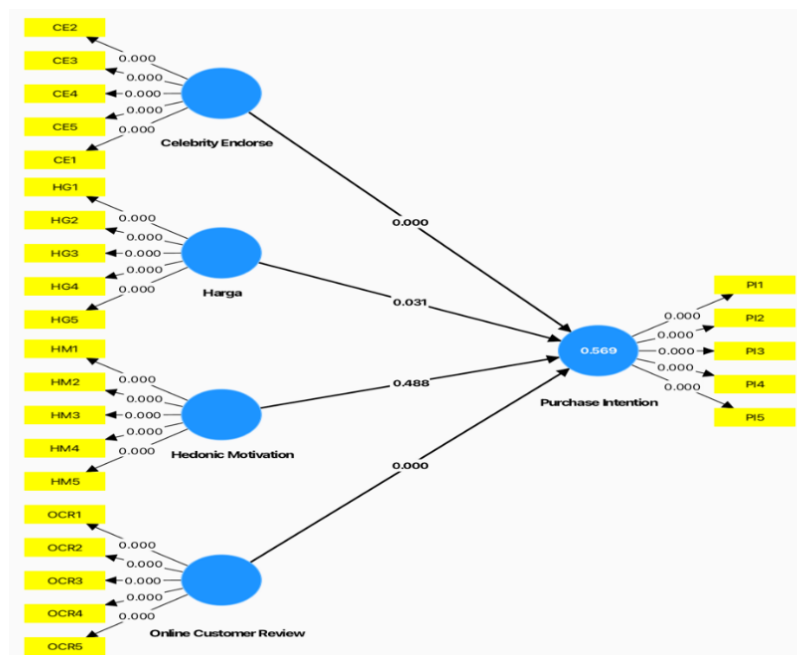 CE2
0.000
CE3
0.000
CE4
0.000
CE5
0.000
CE1
0.000
Celebrity Endorse
HG1
0.000
HG2
0.000
HG3
0.000
HG4
0.000
HG5
0.000
Harga
HM1
0.000
HM2
0.000
HM3
0.000
HM4
0.000
HM5
0.000
Hedonic Motivation
OCR1
0.000
OCR2
0.000
OCR3
0.000
OCR4
0.000
OCR5
0.000
Online Customer Review
0.000
0.031
0.488
0.000
0.569
Purchase Intention
0.000
PI1
0.000
PI2
0.000
PI3
0.000
PI4
0.000
PI5